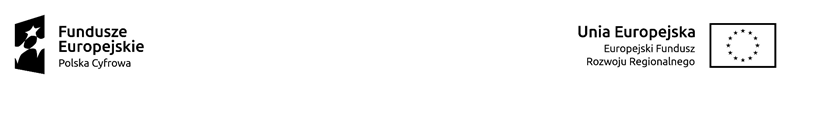 Fundusze
Europejskie
Polska Cyfrowa
Unia Europejska
Europejski Fundusz
Rozwoju Regionalnego